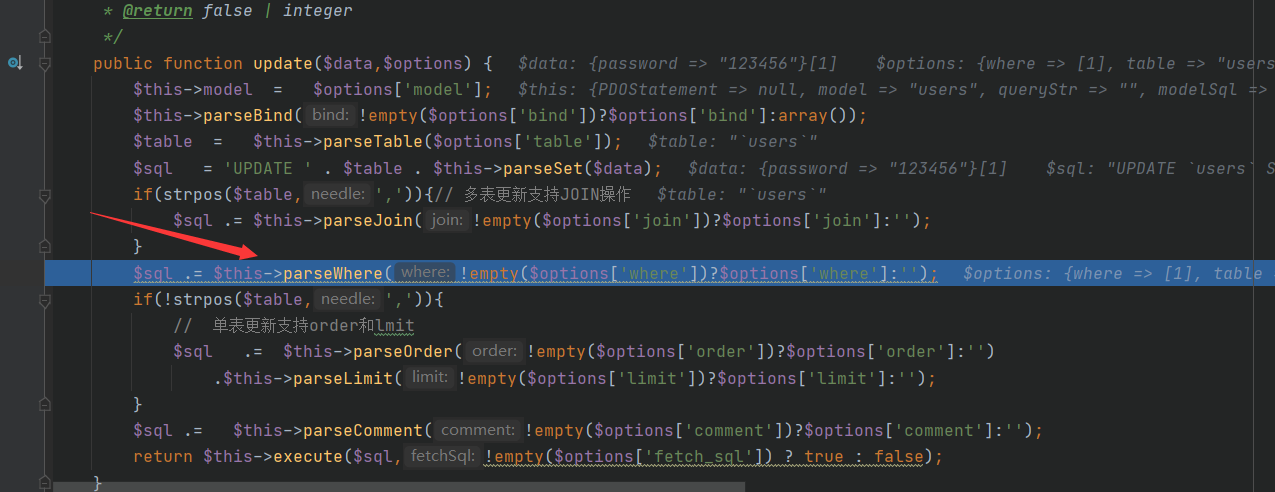 * @return false | integer
*/
public function update($data,$options) {   $data: {password => "123456"}[1]    $options: {where => [1], table => "users
$this->model  =   $options['model'];   $this: {PDOStatement => null, model => "users", queryStr => "", modelSql =>
$this->parseBind( bind: !empty($options['bind'])?$options['bind']:array());
$table  =   $this->parseTable($options['table']);   $table: "`users`"
$sql   = 'UPDATE ' . $table . $this->parseSet($data);   $data: {password => "123456"}[1]    $sql: "UPDATE `users` S
if(strpos($table, needle: ',')){// 多表更新支持JOIN操作   $table: "`users`"
$sql .= $this->parseJoin( join: !empty($options['join'])?$options['join']:'');
}
$sql .= $this->parseWhere( where: !empty($options['where'])?$options['where']:'');   $options: {where => [1], table
if(!strpos($table, needle: ',')){
//  单表更新支持order和lmit
$sql   .=  $this->parseOrder( order: !empty($options['order'])?$options['order']:'')
.$this->parseLimit( limit: !empty($options['limit'])?$options['limit']:'');
}
$sql .=   $this->parseComment( comment: !empty($options['comment'])?$options['comment']:'');
return $this->execute($sql, fetchSql: !empty($options['fetch_sql']) ? true : false);
}